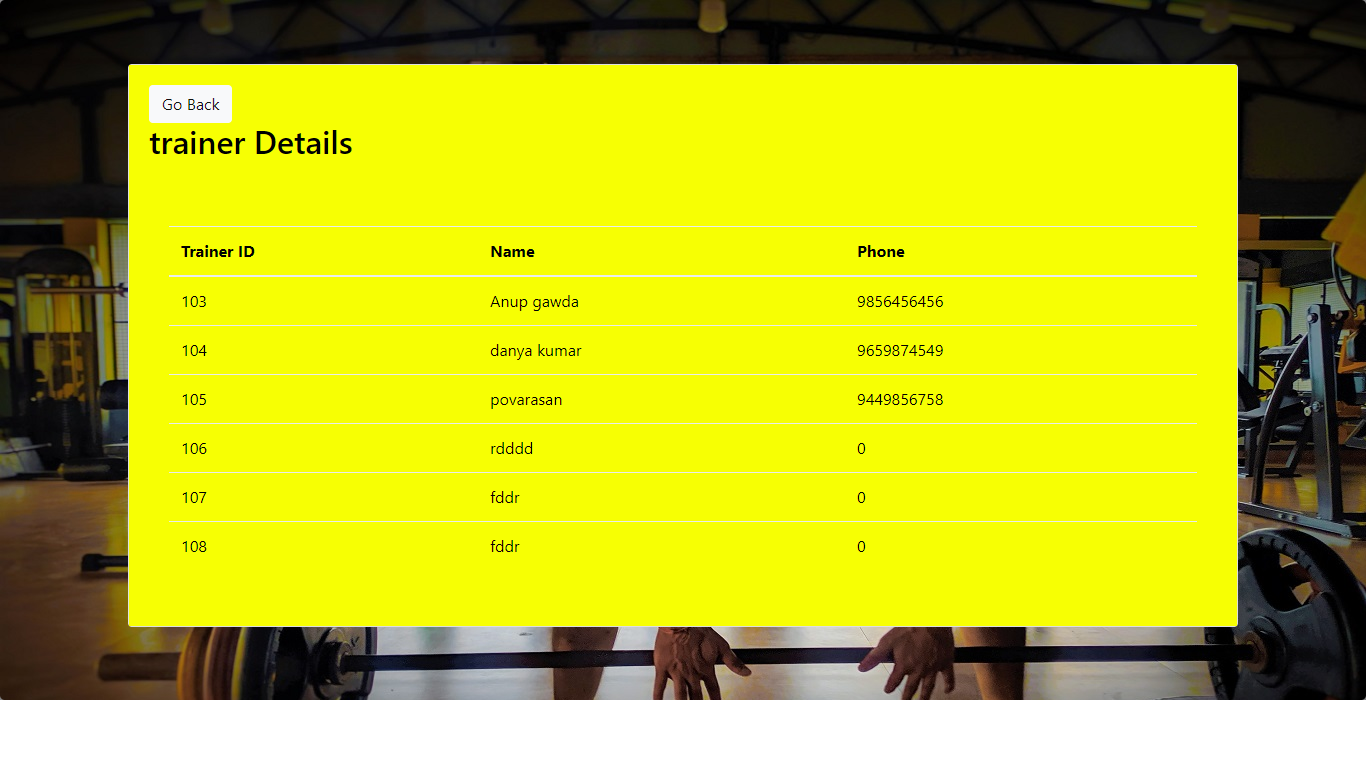 Go Back
trainer Details
Trainer ID Name Phone
103 Anup gawda 9856456456
104 danya kumar 9659874549
105 povarasan 9449856758
106 rdddd 0
107 fddr 0
108 fddr 0